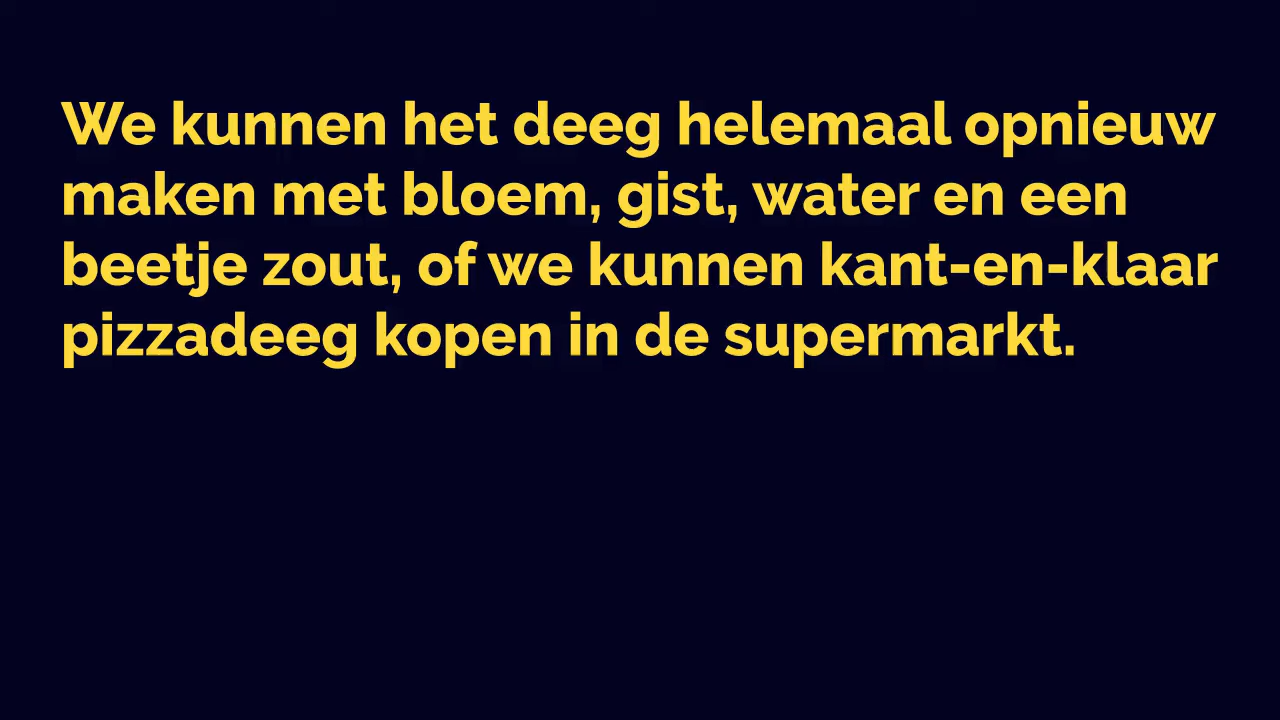 We kunnen het deeg helemaal opnieuw
maken met bloem, gist, water en een
beetje zout, of we kunnen kant-en-klaar
pizzadeeg kopen in de supermarkt.